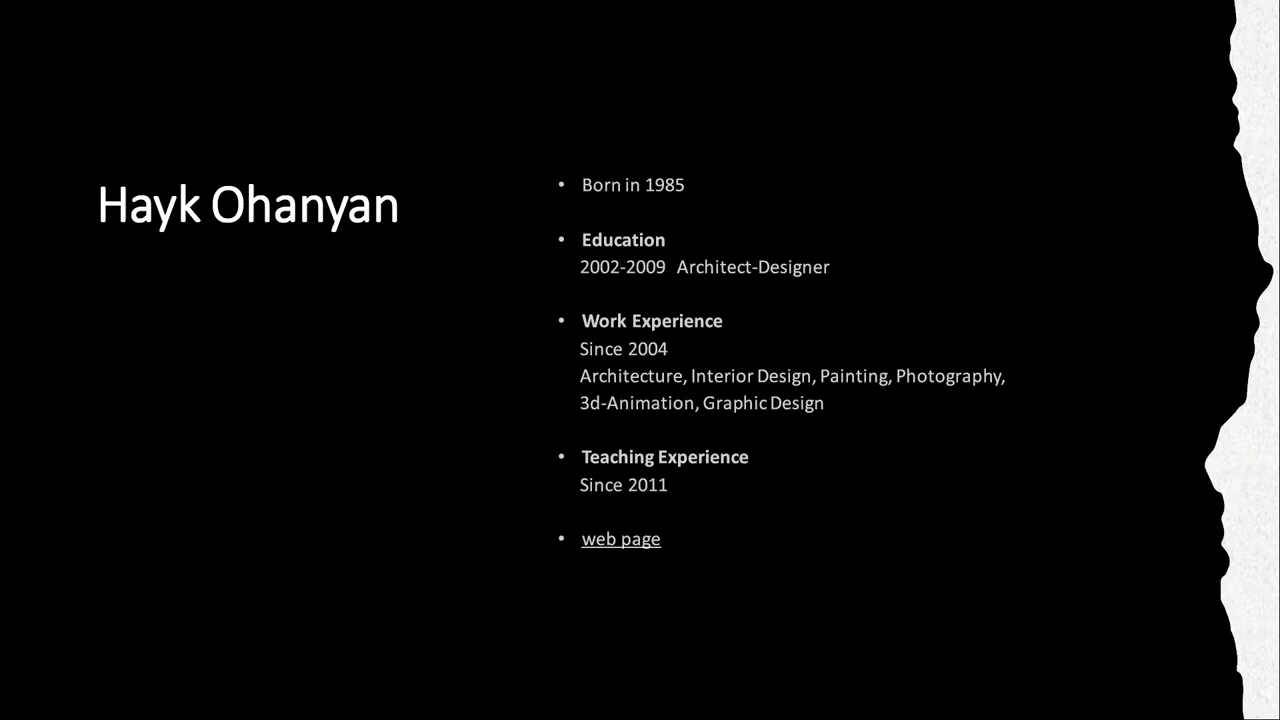 Hayk Ohanyan
• Born in 1985
• Education
2002-2009 Architect-Designer
• Work Experience
Since 2004
Architecture, Interior Design, Painting, Photography,
3d-Animation, Graphic Design
• Teaching Experience
Since 2011
• web page